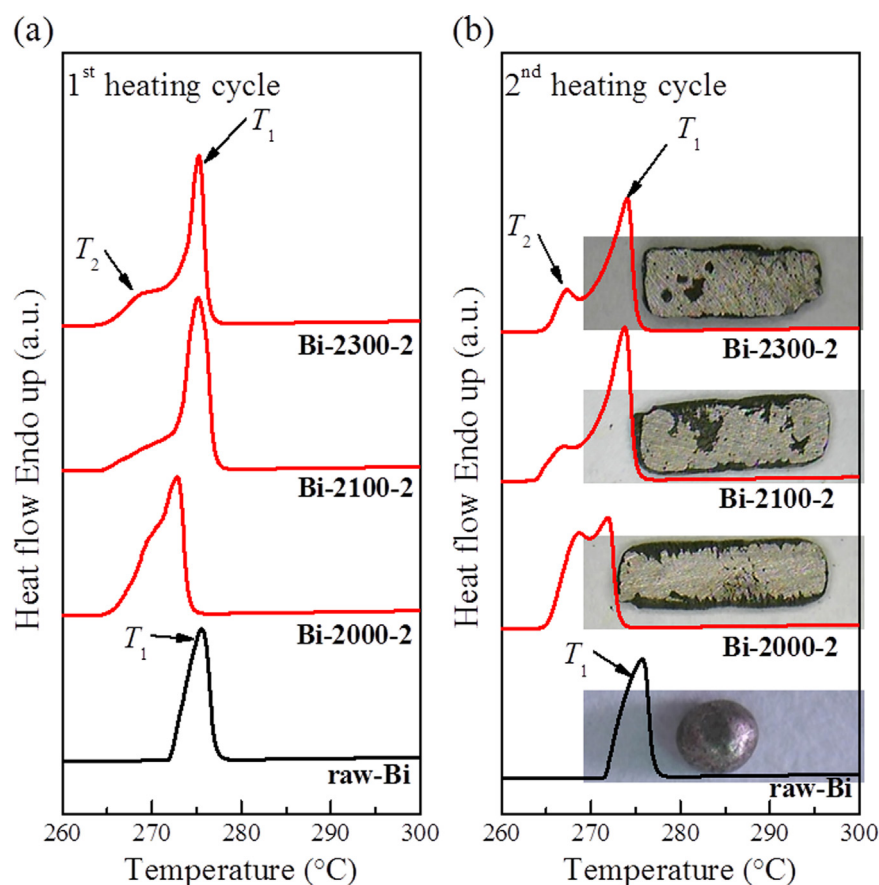 (a)
1st heating cycle
T1
T2
Bi-2300-2
Bi-2100-2
Bi-2000-2
T1
raw-Bi
Heat flow Endo up (a.u.)
260 270 280 290 300
Temperature (°C)
(b)
2nd heating cycle
T1
T2
Bi-2300-2
Bi-2100-2
Bi-2000-2
T1
raw-Bi
Heat flow Endo up (a.u.)
260 270 280 290 300
Temperature (°C)